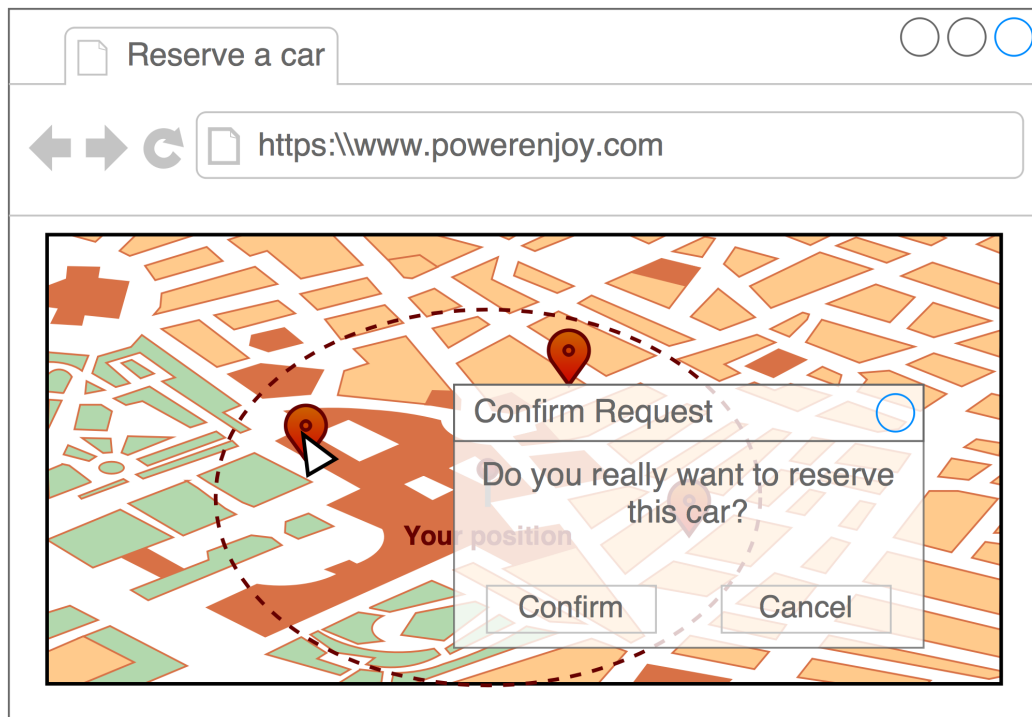 Reserve a car
https:\\www.powerenjoy.com
Confirm Request
Do you really want to reserve
this car?
Your position
Confirm
Cancel